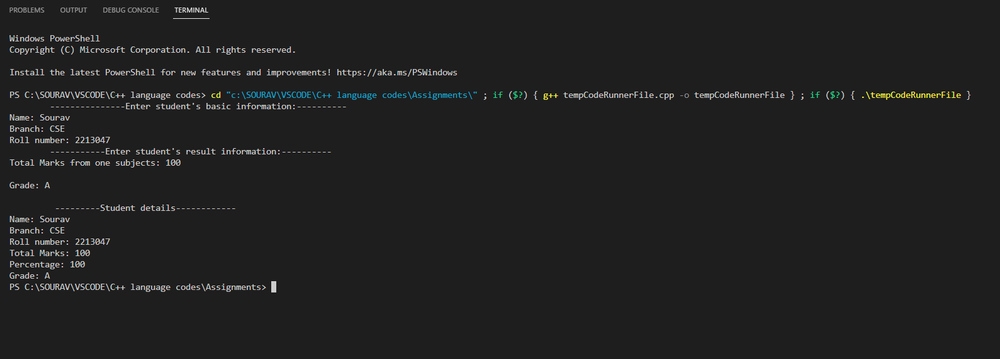 PROBLEMS OUTPUT DEBUG CONSOLE TERMINAL
Windows PowerShell
Copyright (C) Microsoft Corporation. All rights reserved.
Install the latest PowerShell for new features and improvements! https://aka.ms/PSWindows
PS C:\SOURAV\VSCODE\C++ language codes> cd "c:\SOURAV\VSCODE\C++ language codes\Assignments\" ; if ($?) { g++ tempCodeRunnerFile.cpp -o tempCodeRunnerFile } ; if ($?) { .\tempCodeRunnerFile }
---------------Enter student's basic information:----------
Name: Sourav
Branch: CSE
Roll number: 2213047
-----------Enter student's result information:----------
Total Marks from one subjects: 100
Grade: A
---------Student details------------
Name: Sourav
Branch: CSE
Roll number: 2213047
Total Marks: 100
Percentage: 100
Grade: A
PS C:\SOURAV\VSCODE\C++ language codes\Assignments>